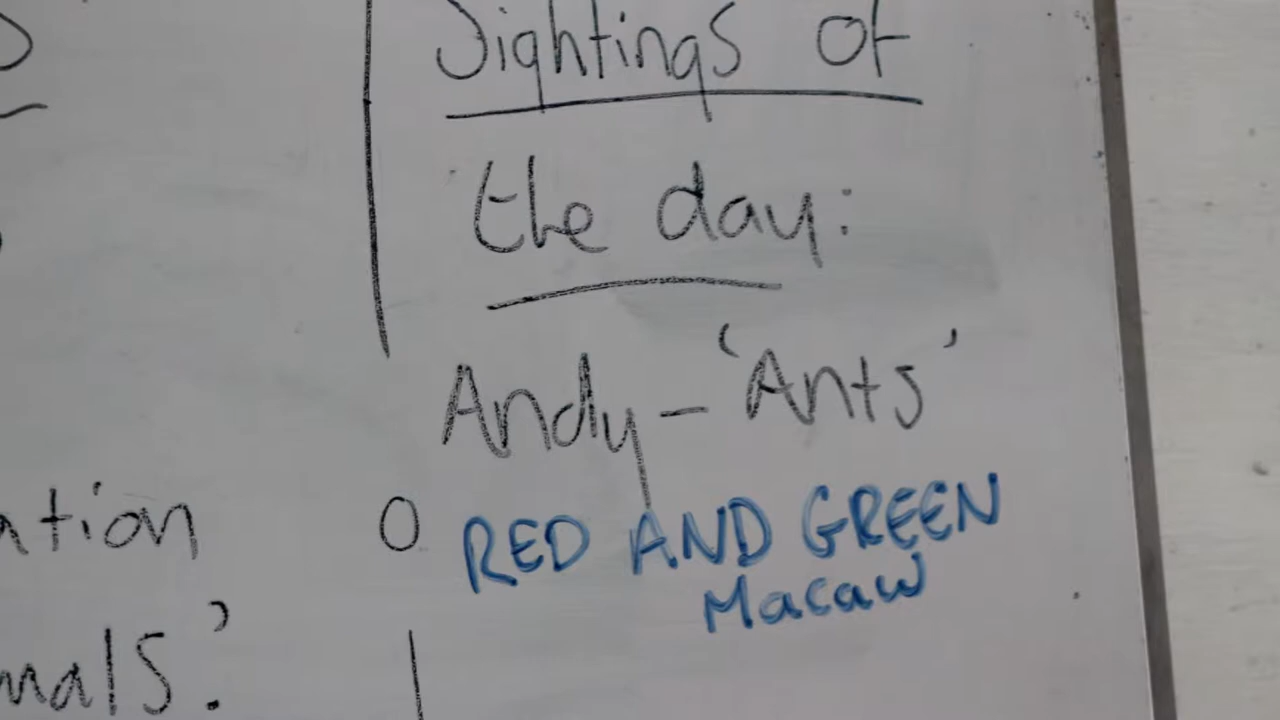 Sightings of
the day:
Andy - 'Ants'
RED AND GREEN
Macaw